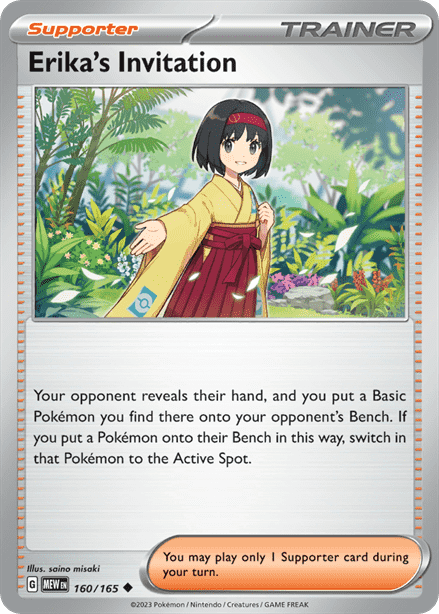 Supporter TRAINER
Erika's Invitation
Your opponent reveals their hand, and you put a Basic
Pokémon you find there onto your opponent's Bench. If
you put a Pokémon onto their Bench in this way, switch in
that Pokémon to the Active Spot.
Illus. saino misaki
G MEW EN 160/165 ◆
You may play only 1 Supporter card during
your turn.
©2023 Pokémon / Nintendo / Creatures / GAME FREAK